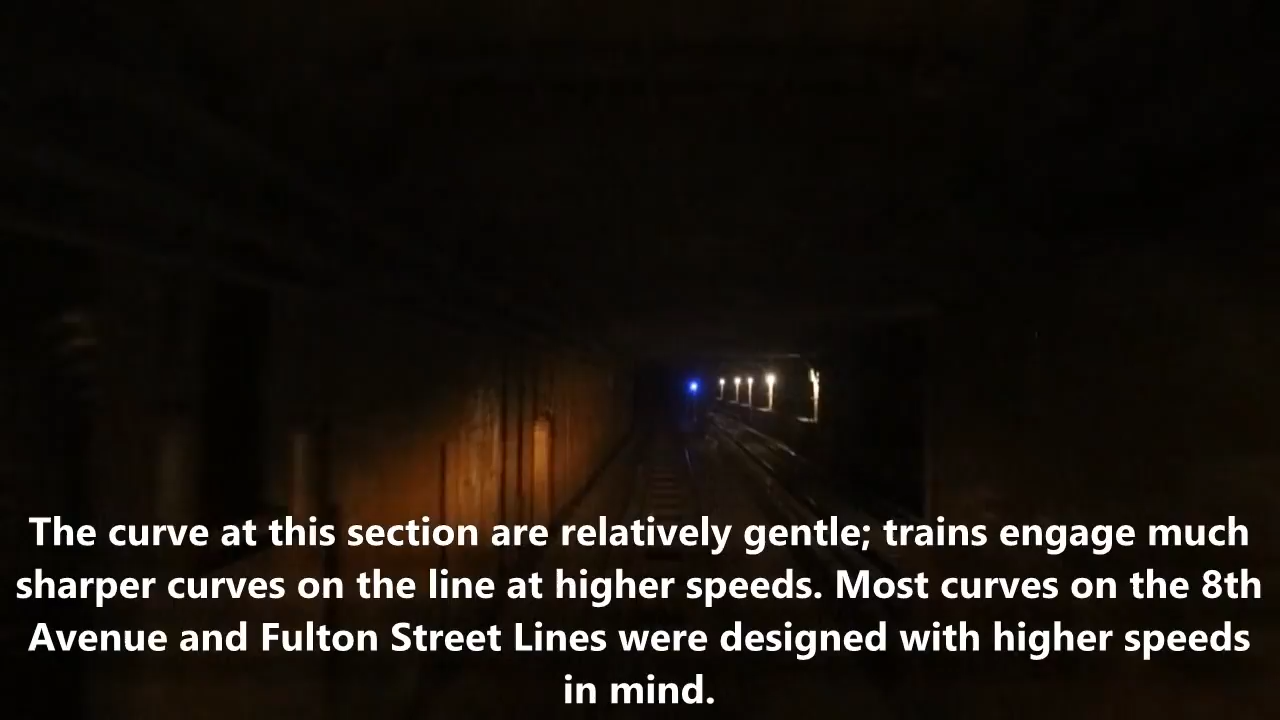 The curve at this section are relatively gentle; trains engage much
sharper curves on the line at higher speeds. Most curves on the 8th
Avenue and Fulton Street Lines were designed with higher speeds
in mind.